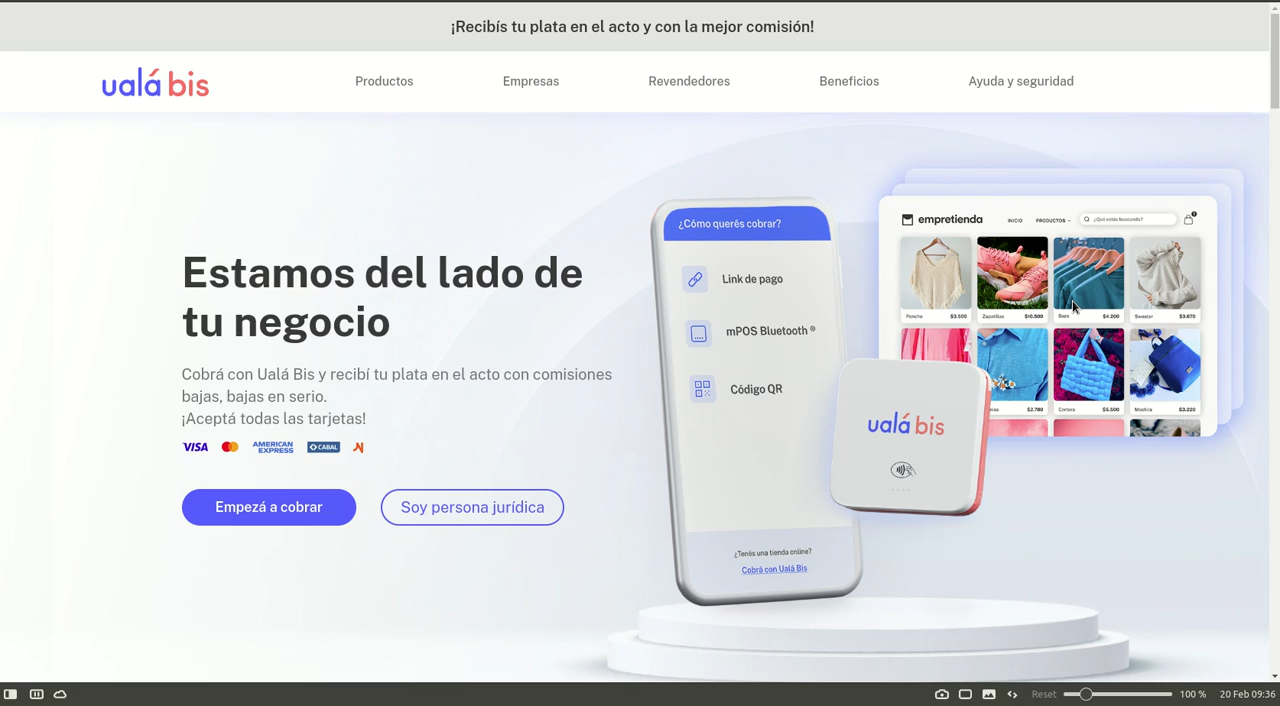 ¡Recibís tu plata en el acto y con la mejor comisión!
ualá bis
Productos
Empresas
Revendedores
Beneficios
Ayuda y seguridad
Estamos del lado de
tu negocio
Cobrá con Ualá Bis y recibí tu plata en el acto con comisiones
bajas, bajas en serio.
¡Aceptá todas las tarjetas!
VISA
AMERICAN
EXPRESS
CABAL
Empezá a cobrar
Soy persona jurídica
¿Cómo querés cobrar?
Link de pago
mPOS Bluetooth ®
Código QR
¿Tenés una tienda online?
Cobrá con Ualá Bis
ualá bis
empretienda
INICIO
PRODUCTOS
¿Qué estás buscando?
Poncho $3.500
Zapatillas $10.500
$4.200
Sweater $3.670
$2.780
Cartera $5.500
Mochila $3.220
Reset
100 %
20 Feb 09:36